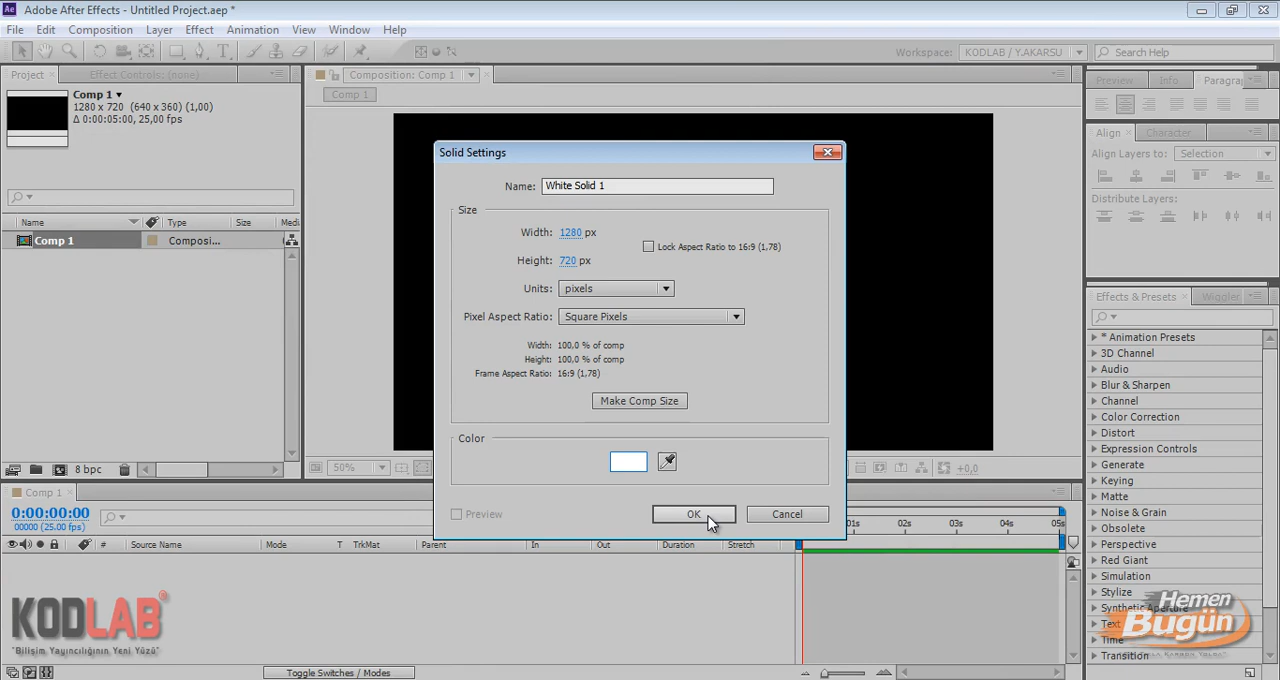 Ae Adobe After Effects - Untitled Project.aep *
File Edit Composition Layer Effect Animation View Window Help
Workspace: KODLAB / Y.AKARSU
Search Help
Project
Effect Controls: (none)
Composition: Comp 1
Preview Info Paragra
Comp 1
1280 x 720 (640 x 360) (1,00)
Δ 0:00:05:00, 25,00 fps
Comp 1
Align Character
Align Layers to: Selection
Distribute Layers:
Name Type Size Medi
Comp 1 Composi...
8 bpc
Solid Settings
Name: White Solid 1
Size
Width: 1280 px
Lock Aspect Ratio to 16:9 (1,78)
Height: 720 px
Units: pixels
Pixel Aspect Ratio: Square Pixels
Width: 100,0 % of comp
Height: 100,0 % of comp
Frame Aspect Ratio: 16:9 (1,78)
Make Comp Size
Color
Preview
OK
Cancel
50%
+0,0
Effects & Presets Wiggler
* Animation Presets
3D Channel
Audio
Blur & Sharpen
Channel
Color Correction
Distort
Expression Controls
Generate
Keying
Matte
Noise & Grain
Obsolete
Perspective
Red Giant
Simulation
Stylize
Synthetic Aperture
Text
Time
Transition
Comp 1
0:00:00:00
00000 (25.00 fps)
# Source Name Mode T TrkMat Parent In Out Duration Stretch
01s 02s 03s 04s 05s
KODLAB®
"Bilişim Yayıncılığının Yeni Yüzü"
Hemen
Bugün
Toggle Switches / Modes